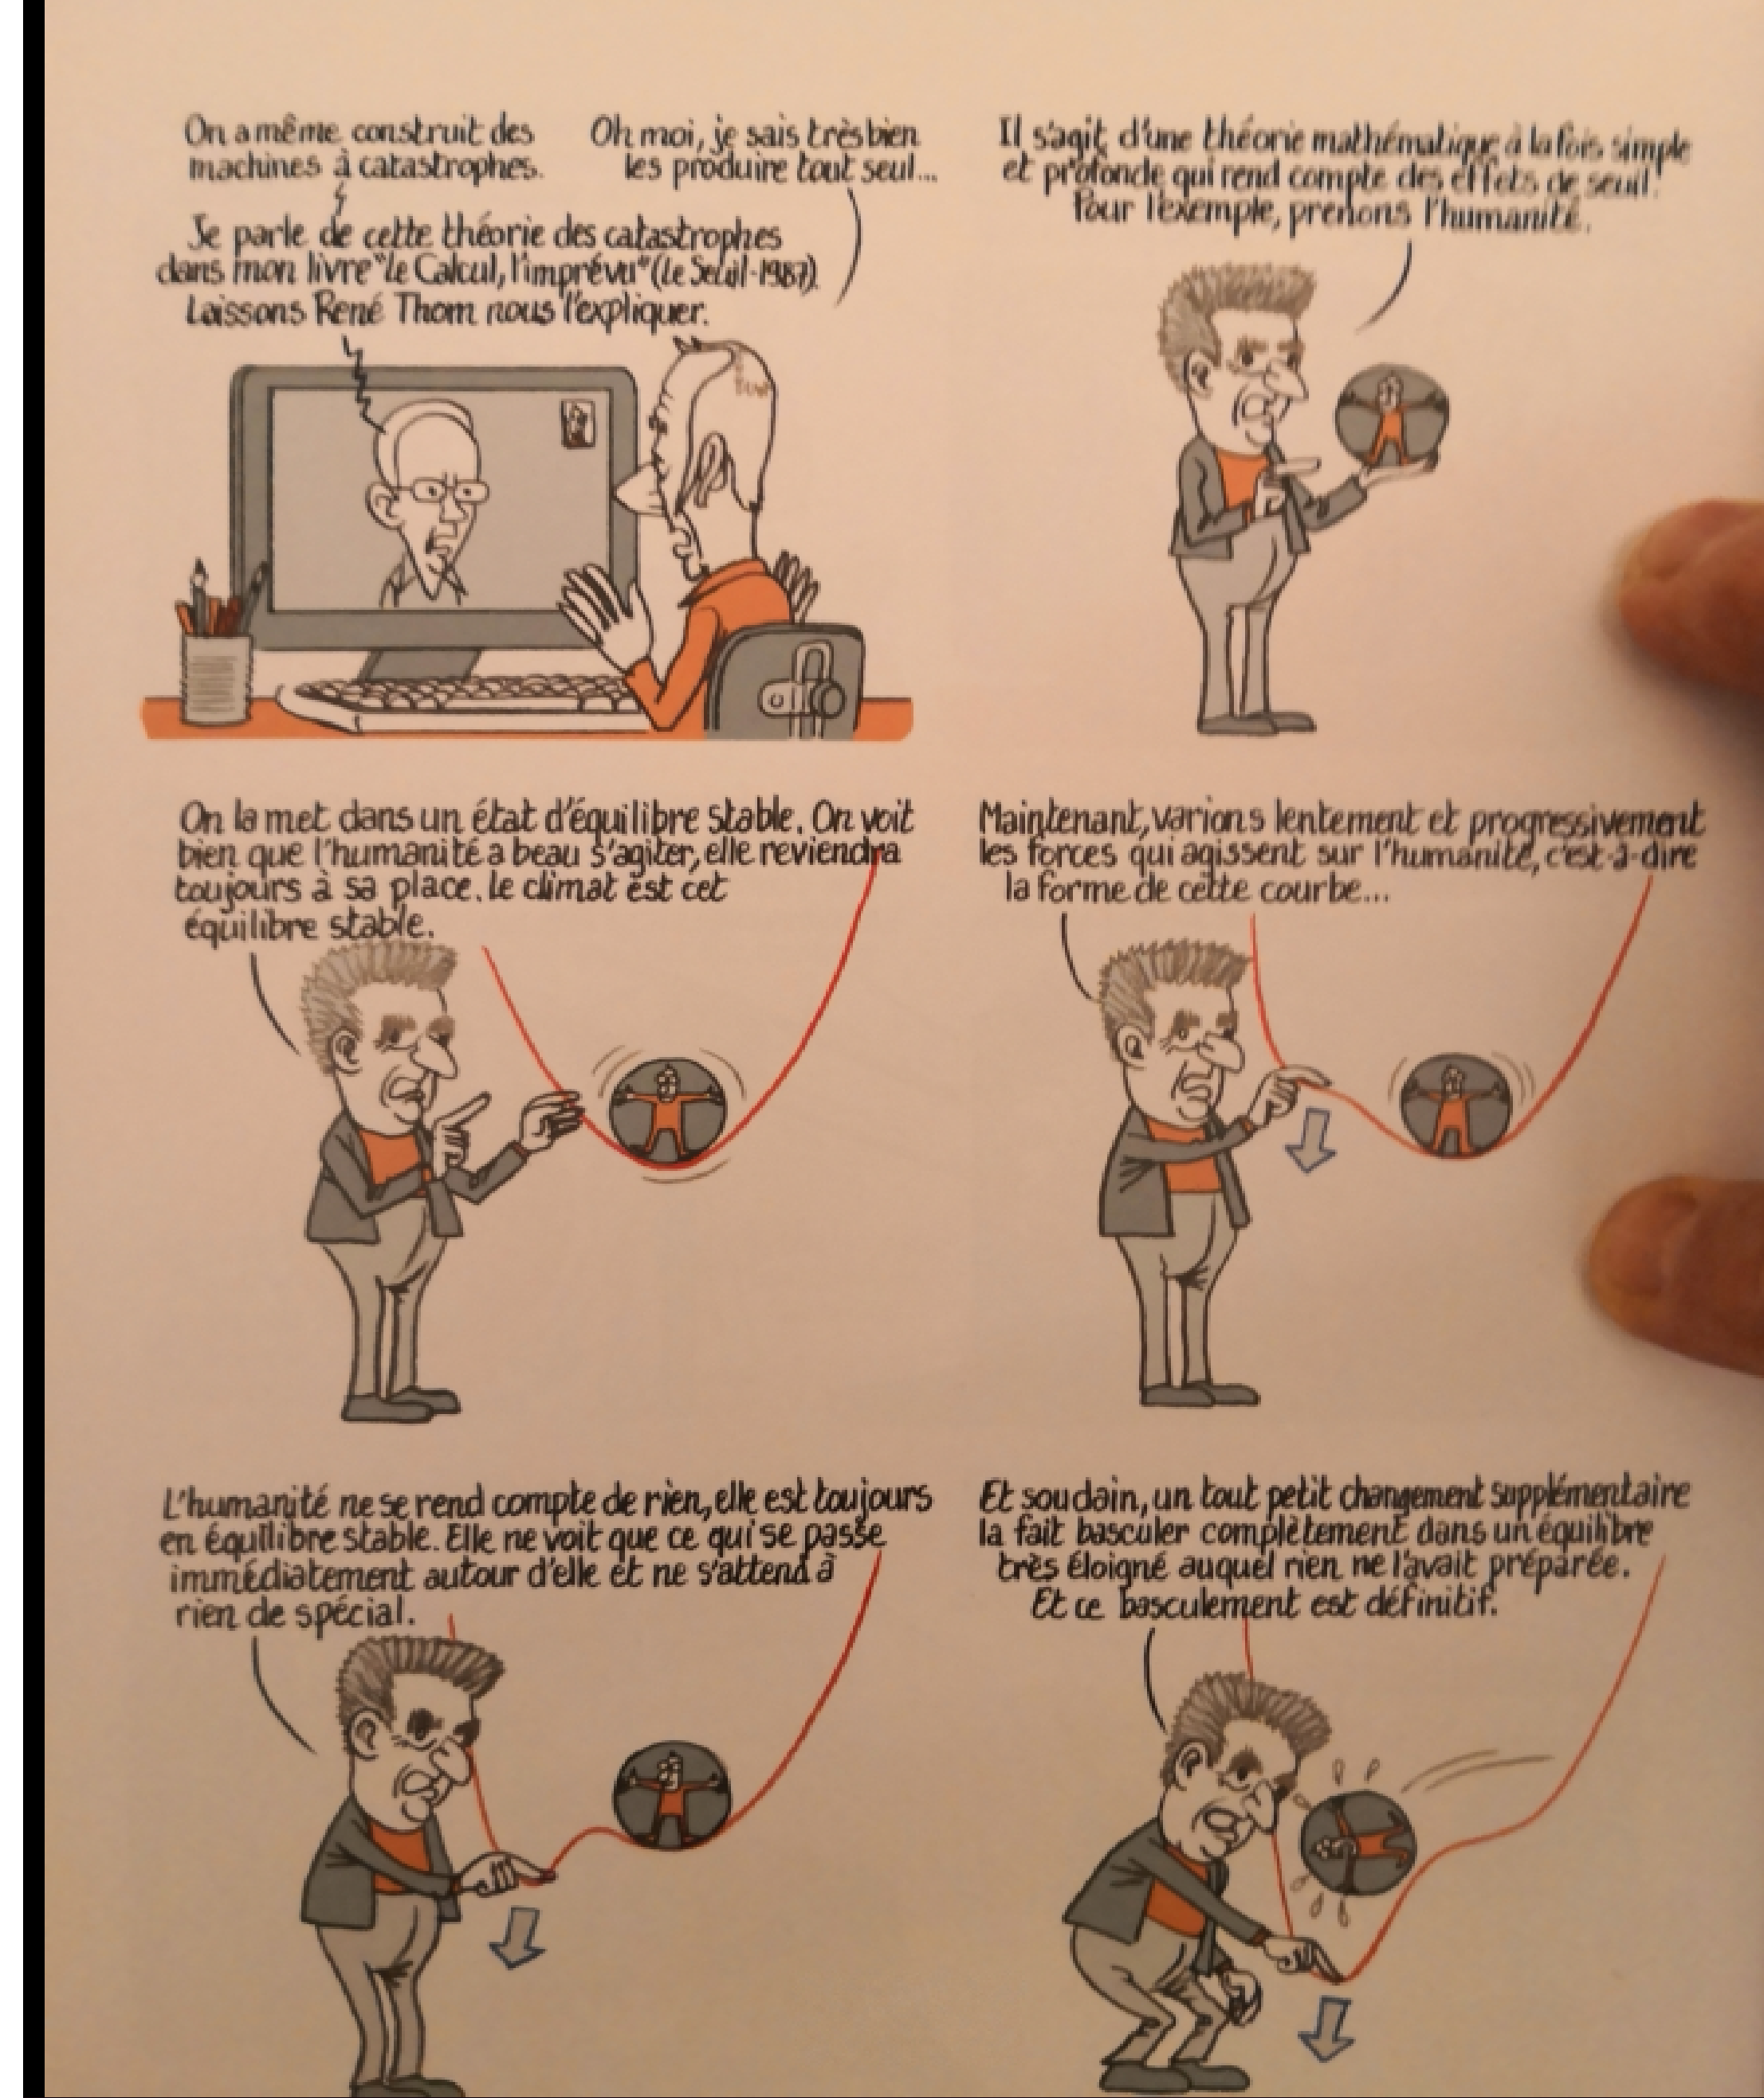 On a même construit des
machines à catastrophes.
Oh moi, je sais très bien
les produire tout seul...
Je parle de cette théorie des catastrophes
dans mon livre "le Calcul, l'imprévu" (Le Seuil-1987).
Laissons René Thom nous l'expliquer.
Il s'agit d'une théorie mathématique à la fois simple
et profonde qui rend compte des effets de seuil.
Pour l'exemple, prenons l'humanité.
On la met dans un état d'équilibre stable. On voit
bien que l'humanité a beau s'agiter, elle reviendra
toujours à sa place. Le climat est cet
équilibre stable.
Maintenant, varions lentement et progressivement
les forces qui agissent sur l'humanité, c'est-à-dire
la forme de cette courbe...
L'humanité ne se rend compte de rien, elle est toujours
en équilibre stable. Elle ne voit que ce qui se passe
immédiatement autour d'elle et ne s'attend à
rien de spécial.
Et soudain, un tout petit changement supplémentaire
la fait basculer complètement dans un équilibre
très éloigné auquel rien ne l'avait préparée.
Et ce basculement est définitif.